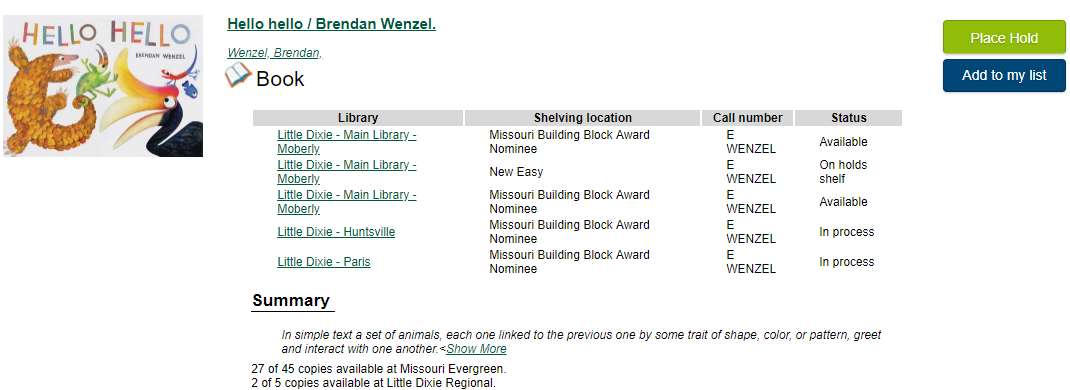 HELLO HELLO
BRENDAN WENZEL
Hello hello / Brendan Wenzel.
Wenzel, Brendan,
Book
Place Hold
Add to my list
Library Shelving location Call number Status
Little Dixie - Main Library - Moberly Missouri Building Block Award Nominee E WENZEL Available
Little Dixie - Main Library - Moberly New Easy E WENZEL On holds shelf
Little Dixie - Main Library - Moberly Missouri Building Block Award Nominee E WENZEL Available
Little Dixie - Huntsville Missouri Building Block Award Nominee E WENZEL In process
Little Dixie - Paris Missouri Building Block Award Nominee E WENZEL In process
Summary
In simple text a set of animals, each one linked to the previous one by some trait of shape, color, or pattern, greet
and interact with one another.<Show More
27 of 45 copies available at Missouri Evergreen.
2 of 5 copies available at Little Dixie Regional.